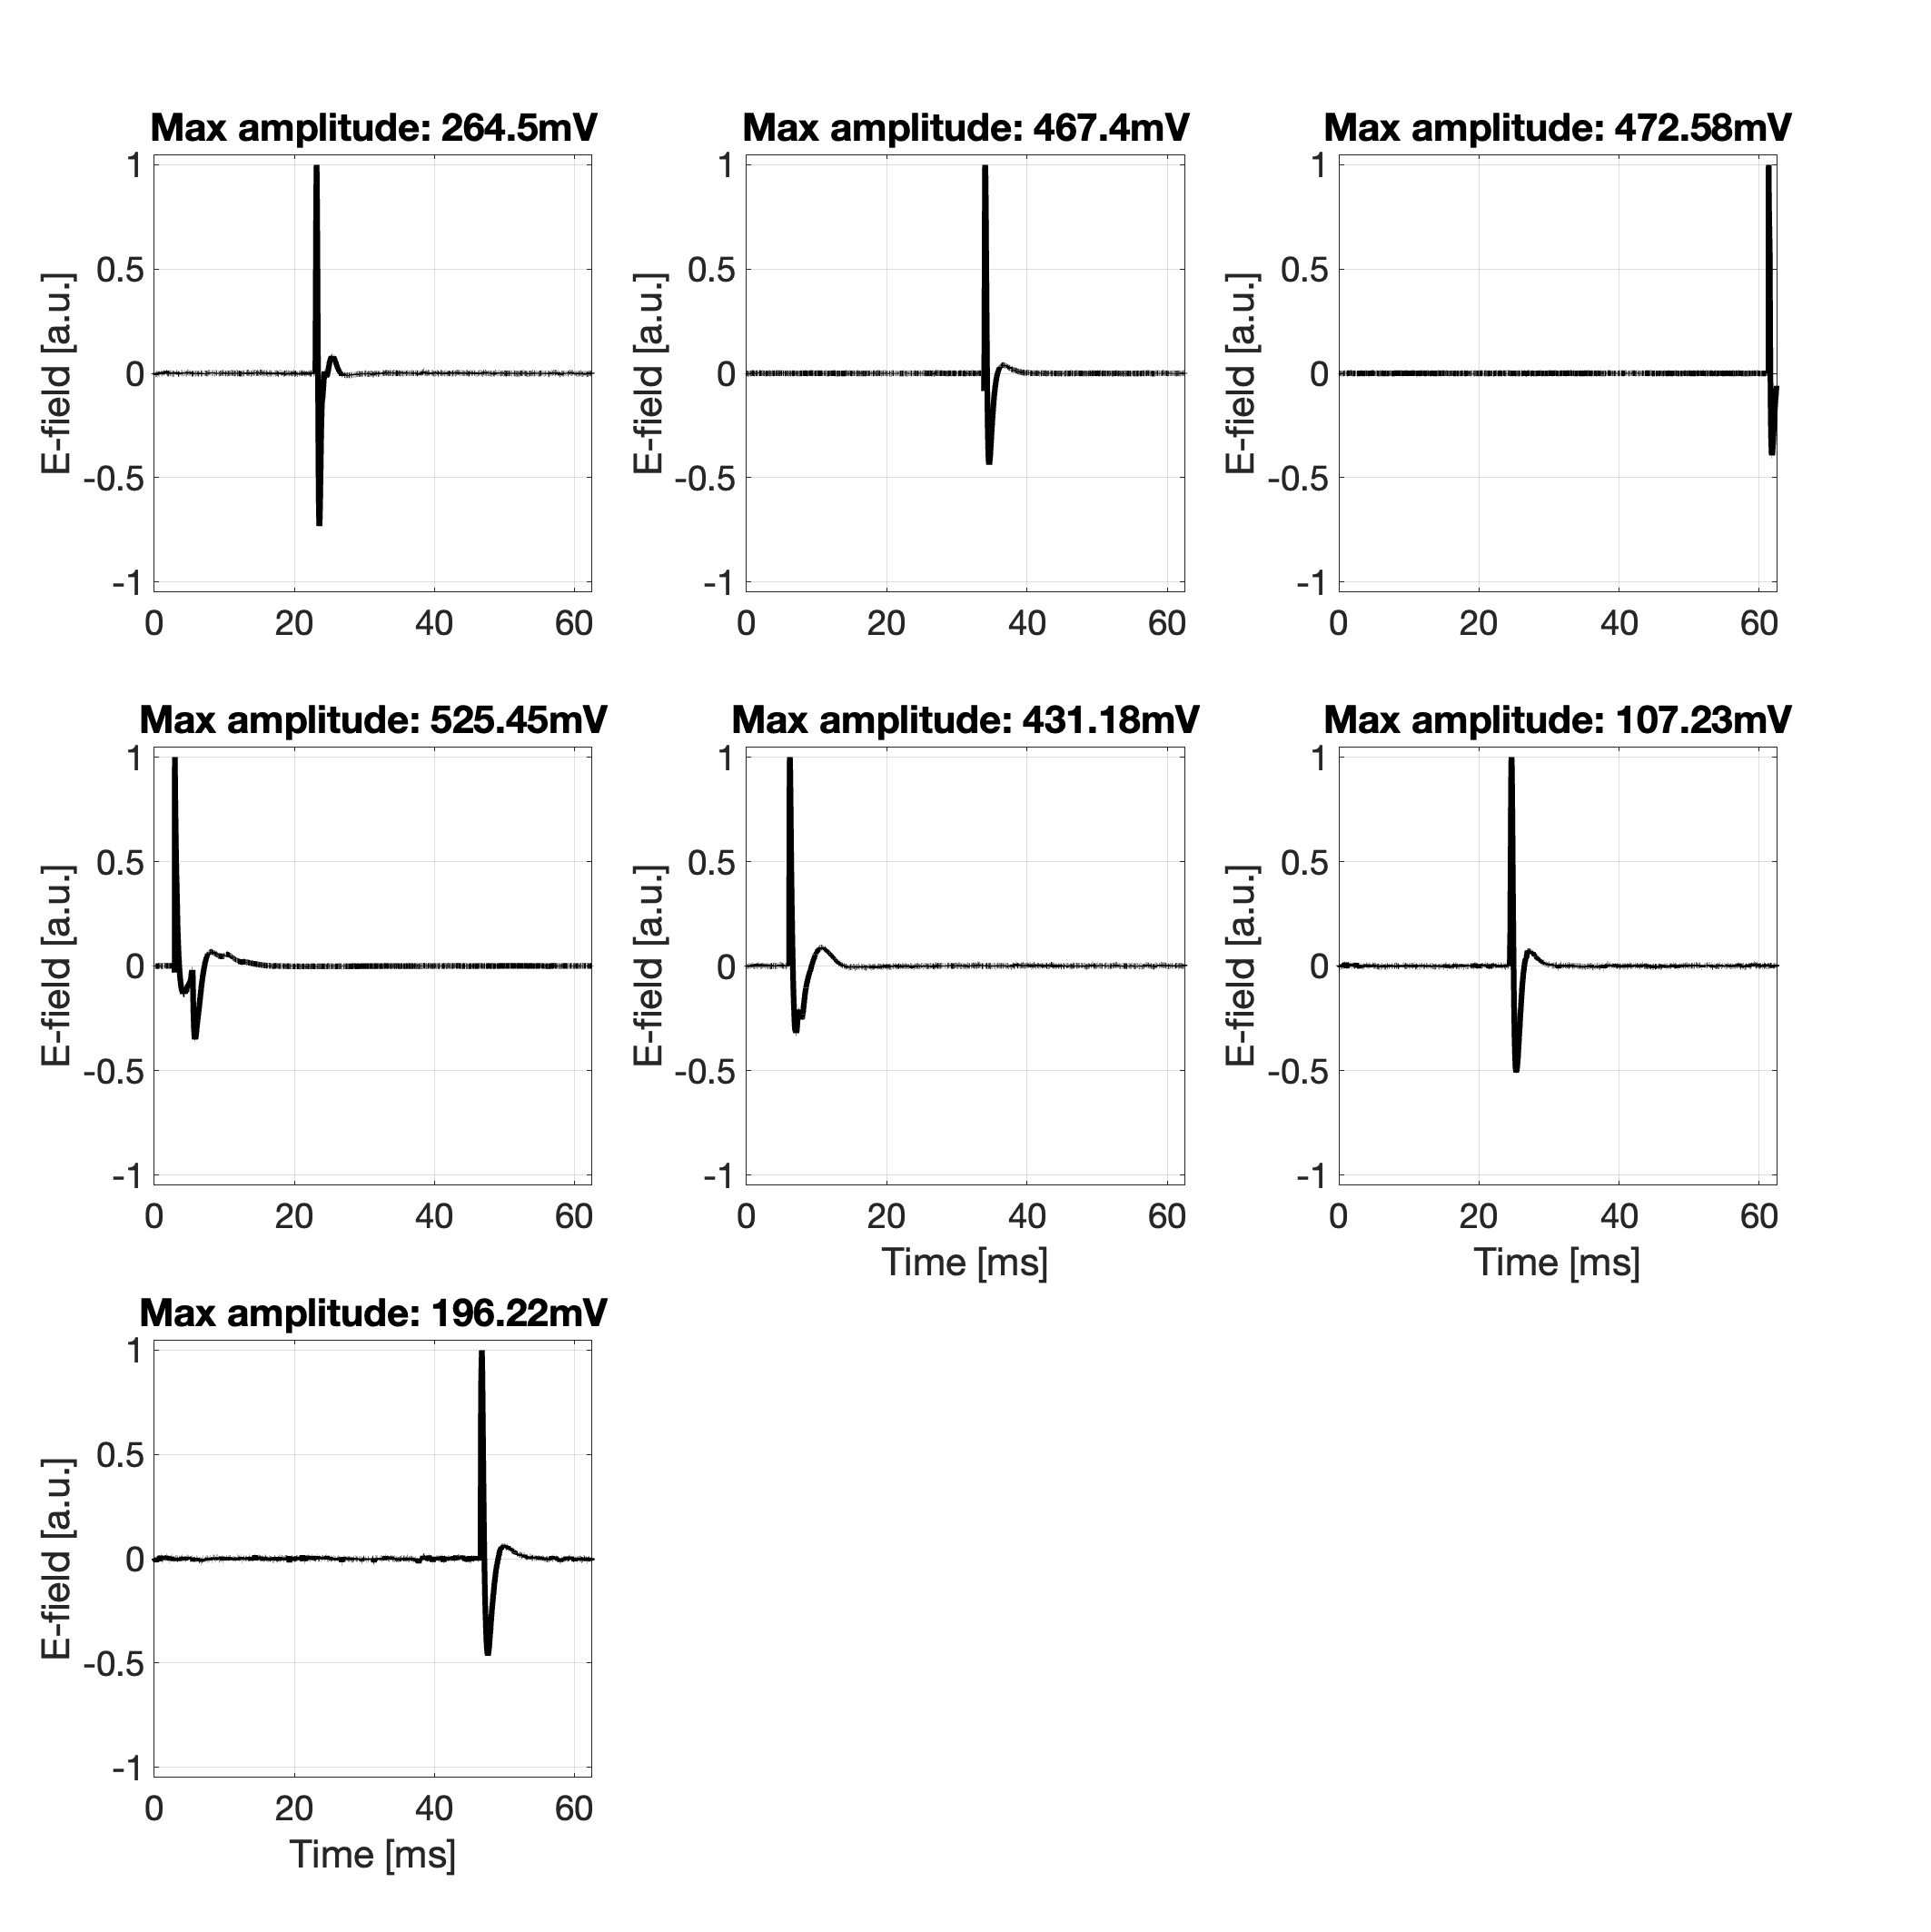 Max amplitude: 264.5mV
E-field [a.u.]
1
0.5
0
-0.5
-1
0 20 40 60
Max amplitude: 467.4mV
E-field [a.u.]
1
0.5
0
-0.5
-1
0 20 40 60
Max amplitude: 472.58mV
E-field [a.u.]
1
0.5
0
-0.5
-1
0 20 40 60
Max amplitude: 525.45mV
E-field [a.u.]
1
0.5
0
-0.5
-1
0 20 40 60
Max amplitude: 431.18mV
E-field [a.u.]
1
0.5
0
-0.5
-1
0 20 40 60
Time [ms]
Max amplitude: 107.23mV
E-field [a.u.]
1
0.5
0
-0.5
-1
0 20 40 60
Time [ms]
Max amplitude: 196.22mV
E-field [a.u.]
1
0.5
0
-0.5
-1
0 20 40 60
Time [ms]